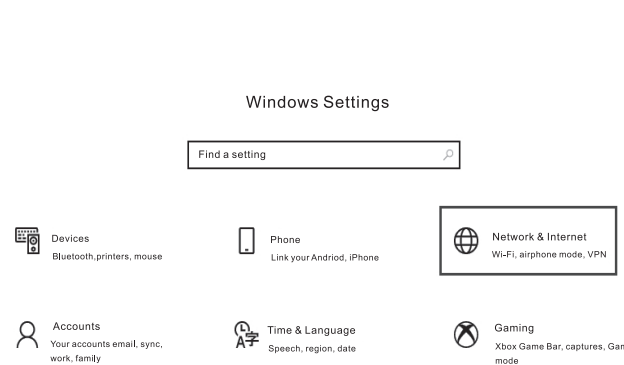 Windows Settings
Find a setting
Devices
Bluetooth,printers, mouse
Phone
Link your Andriod, iPhone
Network & Internet
Wi-Fi, airphone mode, VPN
Accounts
Your accounts email, sync,
work, family
A字
Time & Language
Speech, region, date
Gaming
Xbox Game Bar, captures, Gam
mode